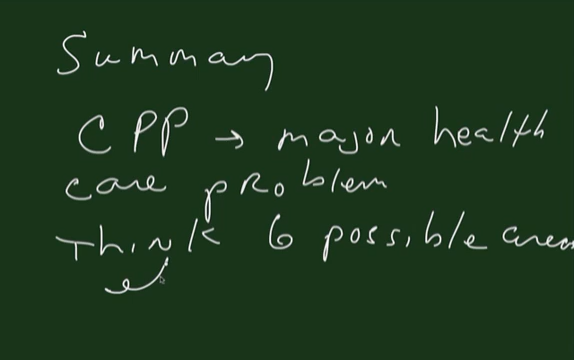 Summary
CPP → major health
care problem
Think 6 possible areas